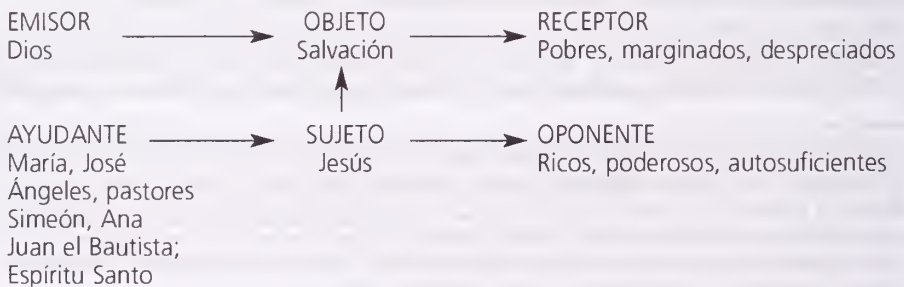 EMISOR OBJETO RECEPTOR
Dios Salvación Pobres, marginados, despreciados
AYUDANTE SUJETO OPONENTE
María, José Jesús Ricos, poderosos, autosuficientes
Ángeles, pastores
Simeón, Ana
Juan el Bautista;
Espíritu Santo